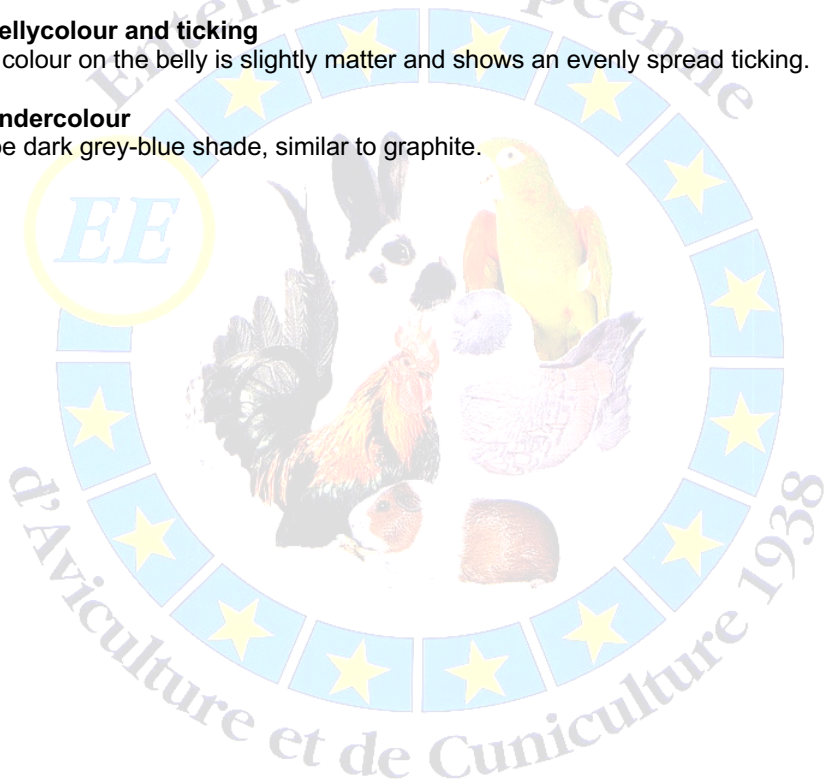 ellycolour and ticking
colour on the belly is slightly matter and shows an evenly spread ticking.
ndercolour
be dark grey-blue shade, similar to graphite.
EE
péenne
d'Aviculture et de Cuniculture 1938